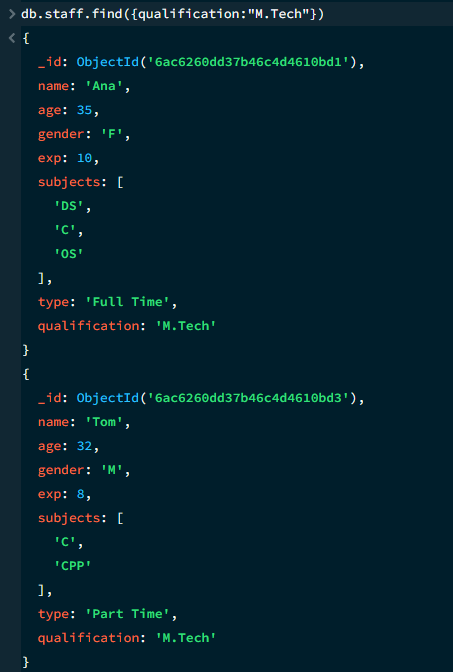 > db.staff.find({qualification:"M.Tech"})
< {
_id: ObjectId('6ac6260dd37b46c4d4610bd1'),
name: 'Ana',
age: 35,
gender: 'F',
exp: 10,
subjects: [
'DS',
'C',
'OS'
],
type: 'Full Time',
qualification: 'M.Tech'
}
{
_id: ObjectId('6ac6260dd37b46c4d4610bd3'),
name: 'Tom',
age: 32,
gender: 'M',
exp: 8,
subjects: [
'C',
'CPP'
],
type: 'Part Time',
qualification: 'M.Tech'
}